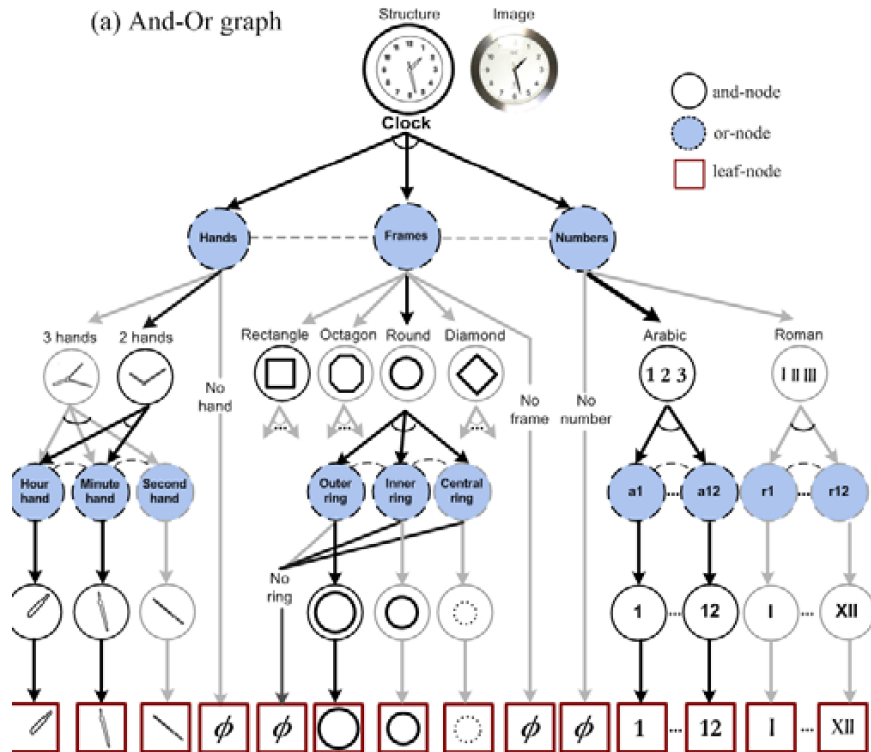 (a) And-Or graph
Structure
Image
Clock
and-node
or-node
leaf-node
Hands
Frames
Numbers
3 hands
2 hands
No
hand
Rectangle
Octagon
Round
Diamond
No
frame
No
number
Arabic
Roman
1 2 3
I II III
...
...
...
Hour
hand
Minute
hand
Second
hand
Outer
ring
Inner
ring
Central
ring
a1
...
a12
r1
...
r12
No
ring
1
...
12
I
...
XII
ϕ
ϕ
ϕ
ϕ
1
...
12
I
...
XII